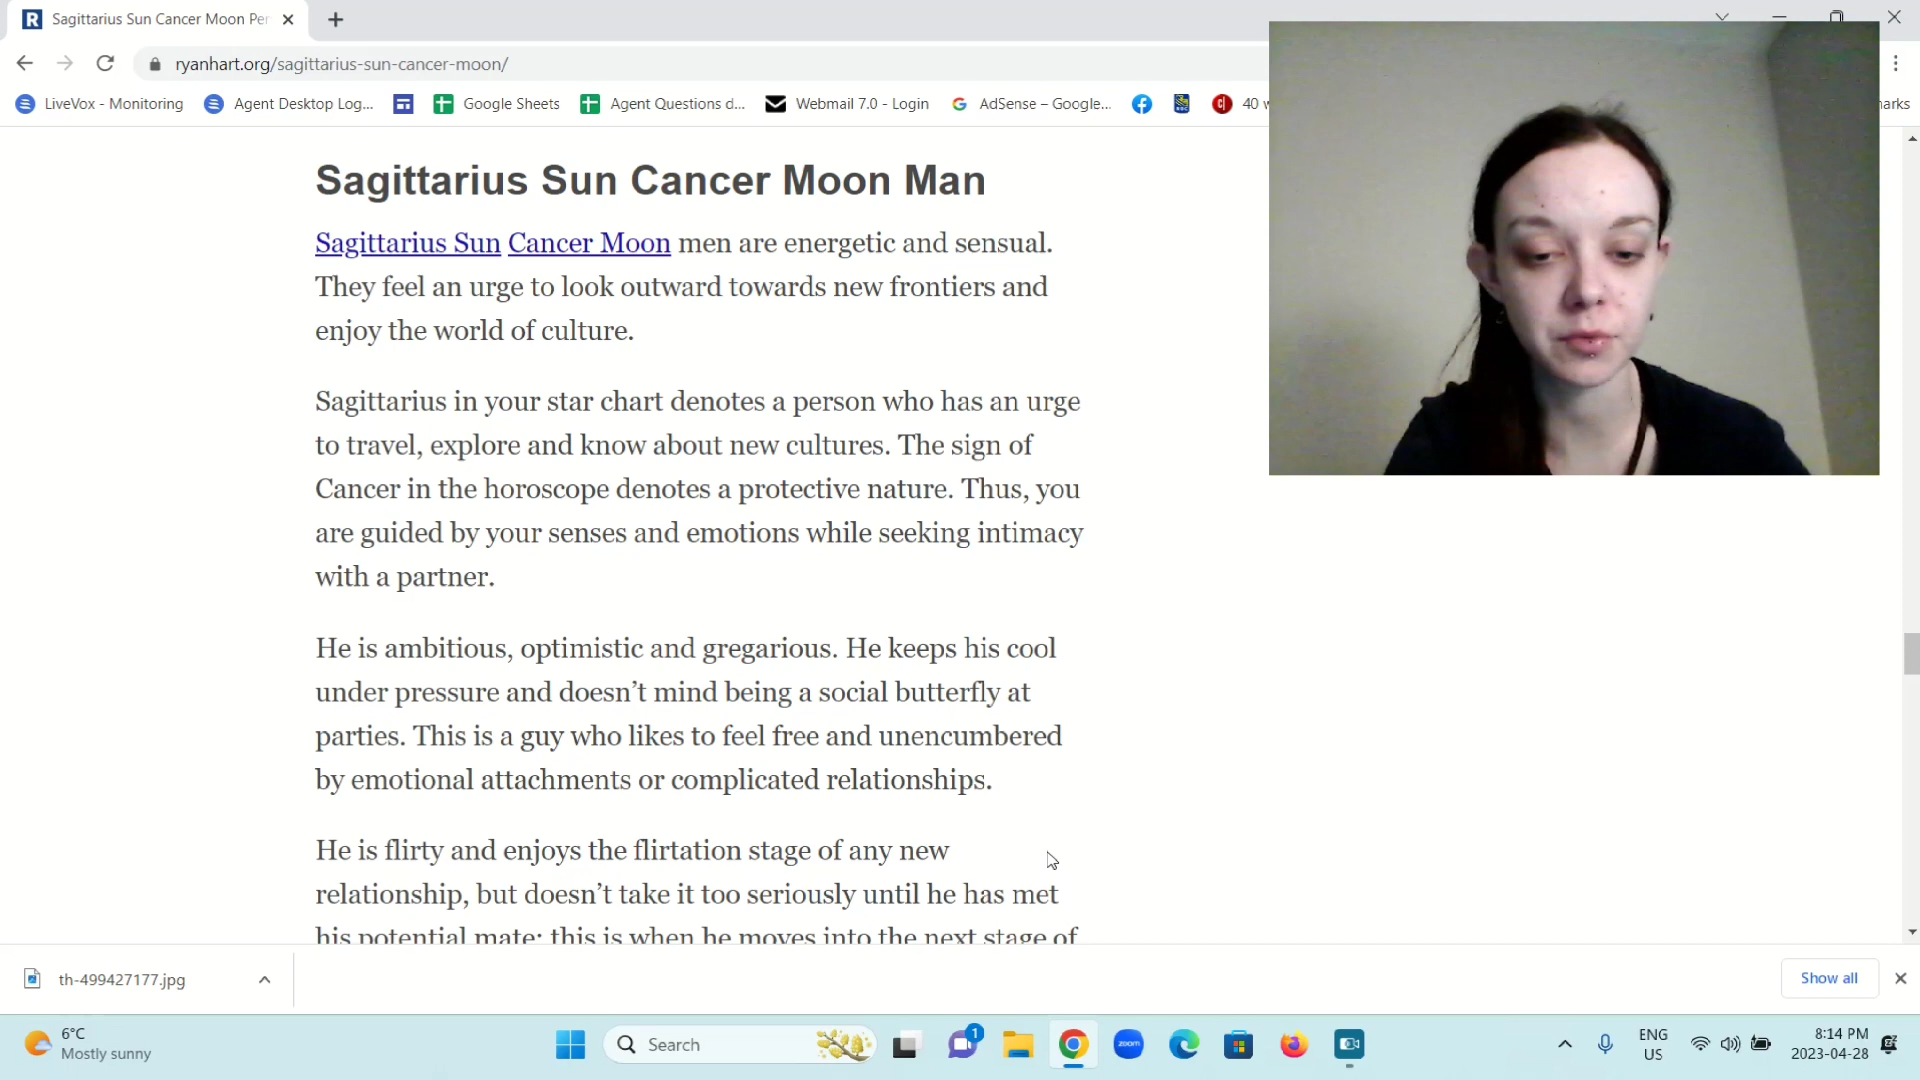 R Sagittarius Sun Cancer Moon Per
ryanhart.org/sagittarius-sun-cancer-moon/
LiveVox - Monitoring Agent Desktop Log... Google Sheets Agent Questions d... Webmail 7.0 - Login AdSense – Google... 40 w arks
Sagittarius Sun Cancer Moon Man
Sagittarius Sun Cancer Moon men are energetic and sensual.
They feel an urge to look outward towards new frontiers and
enjoy the world of culture.
Sagittarius in your star chart denotes a person who has an urge
to travel, explore and know about new cultures. The sign of
Cancer in the horoscope denotes a protective nature. Thus, you
are guided by your senses and emotions while seeking intimacy
with a partner.
He is ambitious, optimistic and gregarious. He keeps his cool
under pressure and doesn’t mind being a social butterfly at
parties. This is a guy who likes to feel free and unencumbered
by emotional attachments or complicated relationships.
He is flirty and enjoys the flirtation stage of any new
relationship, but doesn’t take it too seriously until he has met
his potential mate; this is when he moves into the next stage of
th-499427177.jpg Show all
6°C
Mostly sunny
Search
1
zoom
ENG
US
8:14 PM
2023-04-28